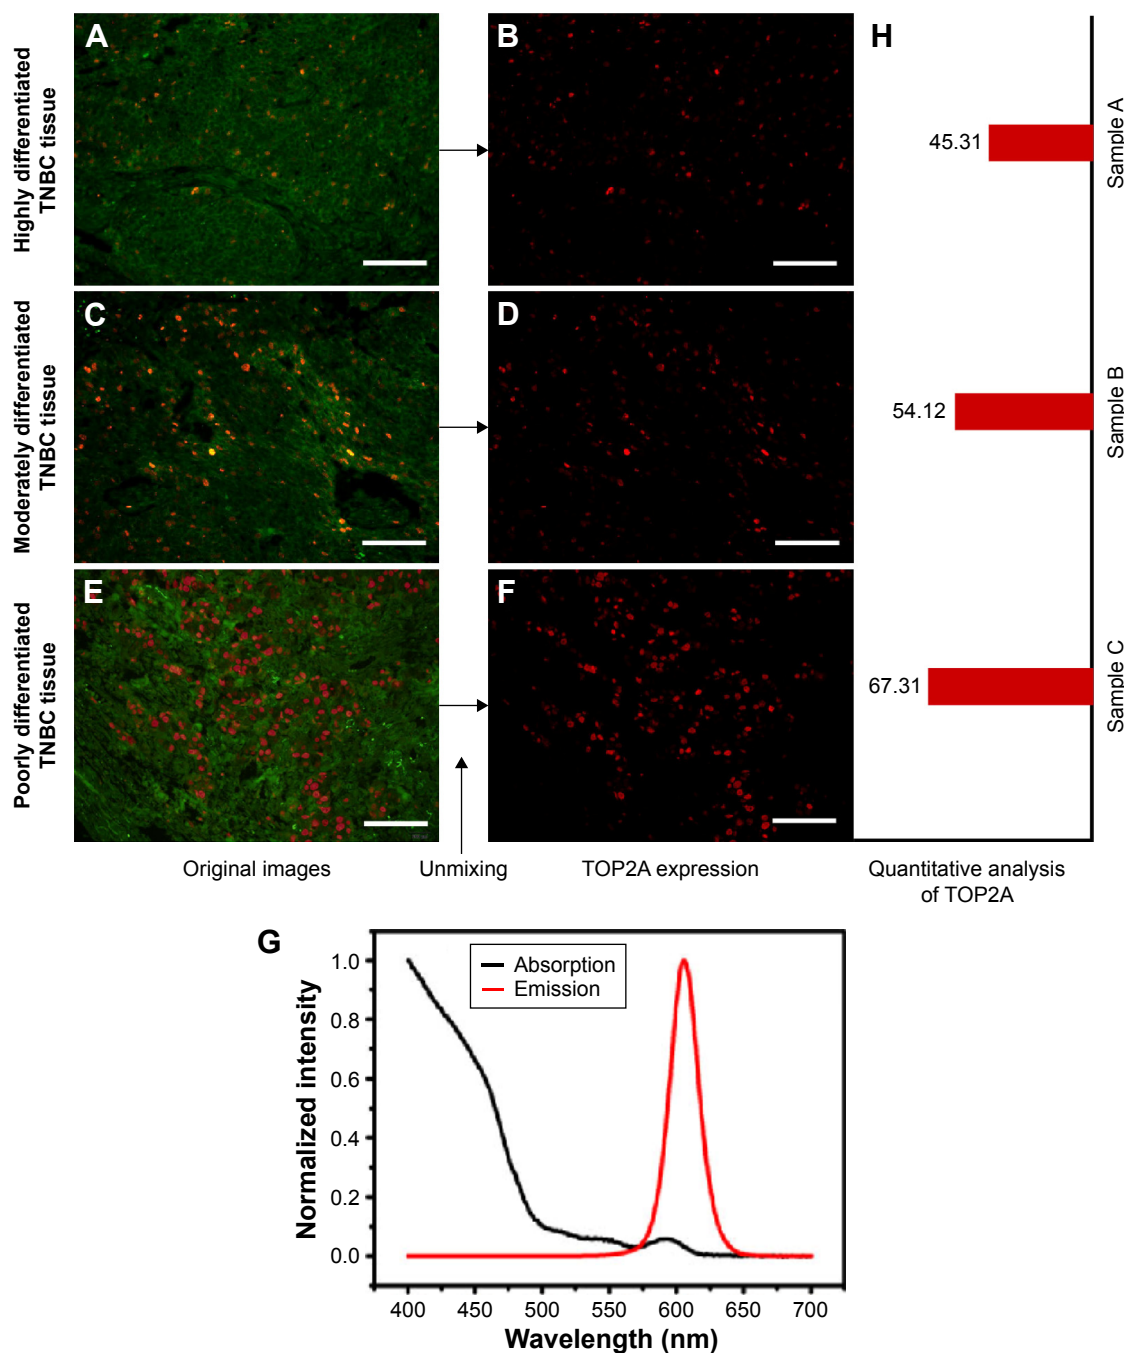 A
B
H
Highly differentiated
TNBC tissue
45.31
Sample A
C
D
Moderately differentiated
TNBC tissue
54.12
Sample B
E
F
Poorly differentiated
TNBC tissue
67.31
Sample C
Original images
Unmixing
TOP2A expression
Quantitative analysis
of TOP2A
G
Absorption
Emission
Normalized intensity
1.0
0.8
0.6
0.4
0.2
0.0
400 450 500 550 600 650 700
Wavelength (nm)